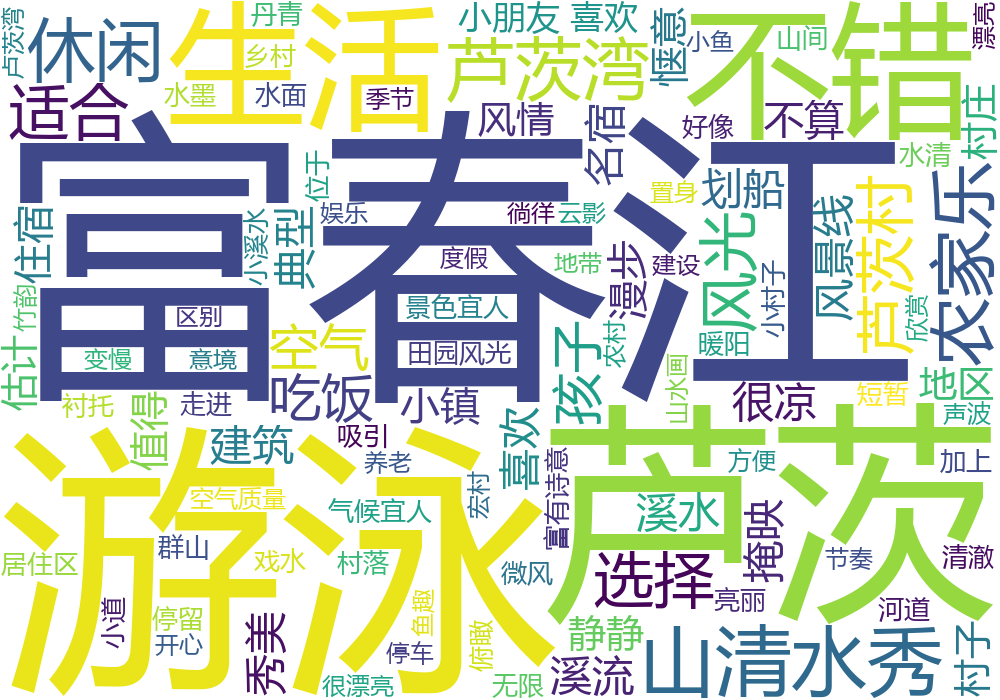 芦茨湾
丹青
小朋友
喜欢
漂亮
休闲
生活
不错
乡村
芦茨湾
惬意
小鱼
山间
适合
水墨
水面
季节
风情
名宿
好像
不算
村庄
水清
富春江
位于
置身
划船
芦茨村
农家乐
住宿
小溪水
典型
娱乐
徜徉
云影
漫步
风光
风景线
竹韵
区别
度假
地带
建设
小村子
欣赏
景色宜人
估计
变慢
意境
空气
田园风光
孩子
农村
暖阳
山水画
地区
衬托
走进
吃饭
小镇
很凉
短暂
值得
建筑
吸引
喜欢
声波
游泳
芦茨
养老
宏村
富有诗意
方便
加上
空气质量
气候宜人
溪水
掩映
居住区
群山
戏水
村落
微风
选择
节奏
清澈
小道
停留
开心
秀美
鱼趣
停车
俯瞰
静静
亮丽
河道
很漂亮
无限
溪流
山清水秀
村子